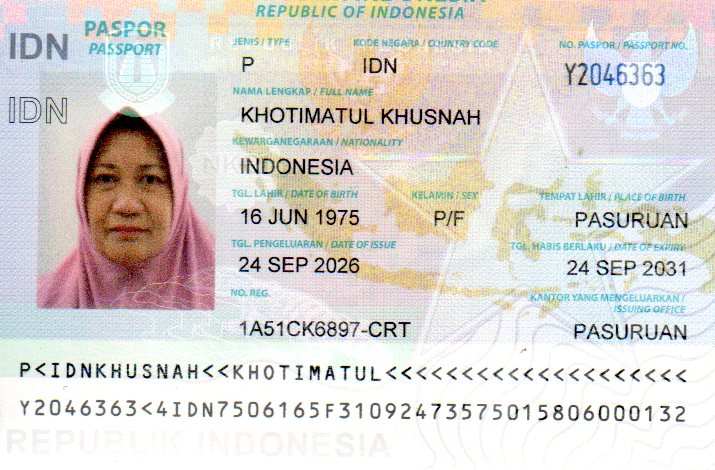 REPUBLIC OF INDONESIA
IDN PASPOR
PASSPORT
JENIS / TYPE KODE NEGARA / COUNTRY CODE NO. PASPOR / PASSPORT NO.
P IDN Y2046363
IDN
NAMA LENGKAP / FULL NAME
KHOTIMATUL KHUSNAH
KEWARGANEGARAAN / NATIONALITY
INDONESIA
TGL. LAHIR / DATE OF BIRTH KELAMIN / SEX TEMPAT LAHIR / PLACE OF BIRTH
16 JUN 1975 P/F PASURUAN
TGL. PENGELUARAN / DATE OF ISSUE TGL. HABIS BERLAKU / DATE OF EXPIRY
24 SEP 2026 24 SEP 2031
NO. REG. KANTOR YANG MENGELUARKAN /
ISSUING OFFICE
1A51CK6897-CRT PASURUAN
P<IDNKHUSNAH<<KHOTIMATUL<<<<<<<<<<<<<<<<<<<<
Y2046363<4IDN7506165F31092473575015806000132
REPUBLIK INDONESIA